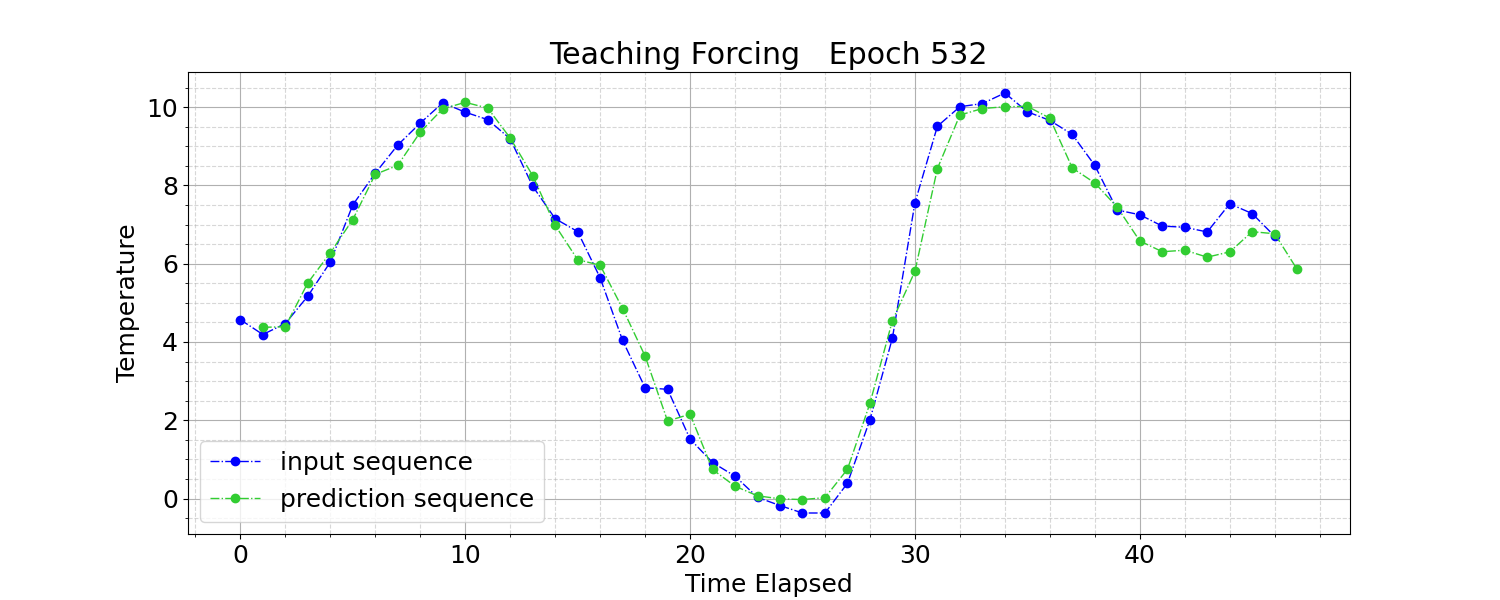 Teaching Forcing   Epoch 532
10
8
6
4
2
0
Temperature
input sequence
prediction sequence
0 10 20 30 40
Time Elapsed